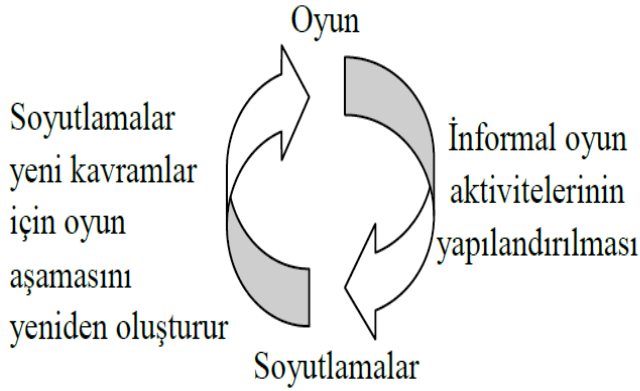 Oyun
İnformal oyun
aktivitelerinin
yapılandırılması
Soyutlamalar
Soyutlamalar
yeni kavramlar
için oyun
aşamasını
yeniden oluşturur